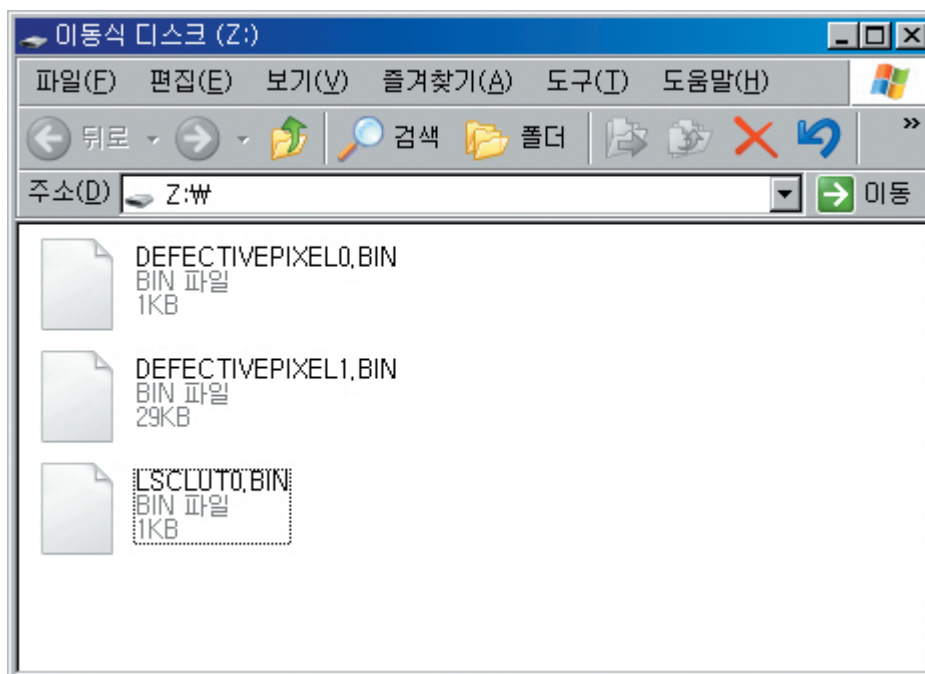 이동식 디스크 (Z:)
파일(F) 편집(E) 보기(V) 즐겨찾기(A) 도구(T) 도움말(H)
뒤로 검색 폴더 »
주소(D) Z:₩ 이동
DEFECTIVEPIXEL0,BIN
BIN 파일
1KB
DEFECTIVEPIXEL1,BIN
BIN 파일
29KB
LSCLUT0,BIN
BIN 파일
1KB